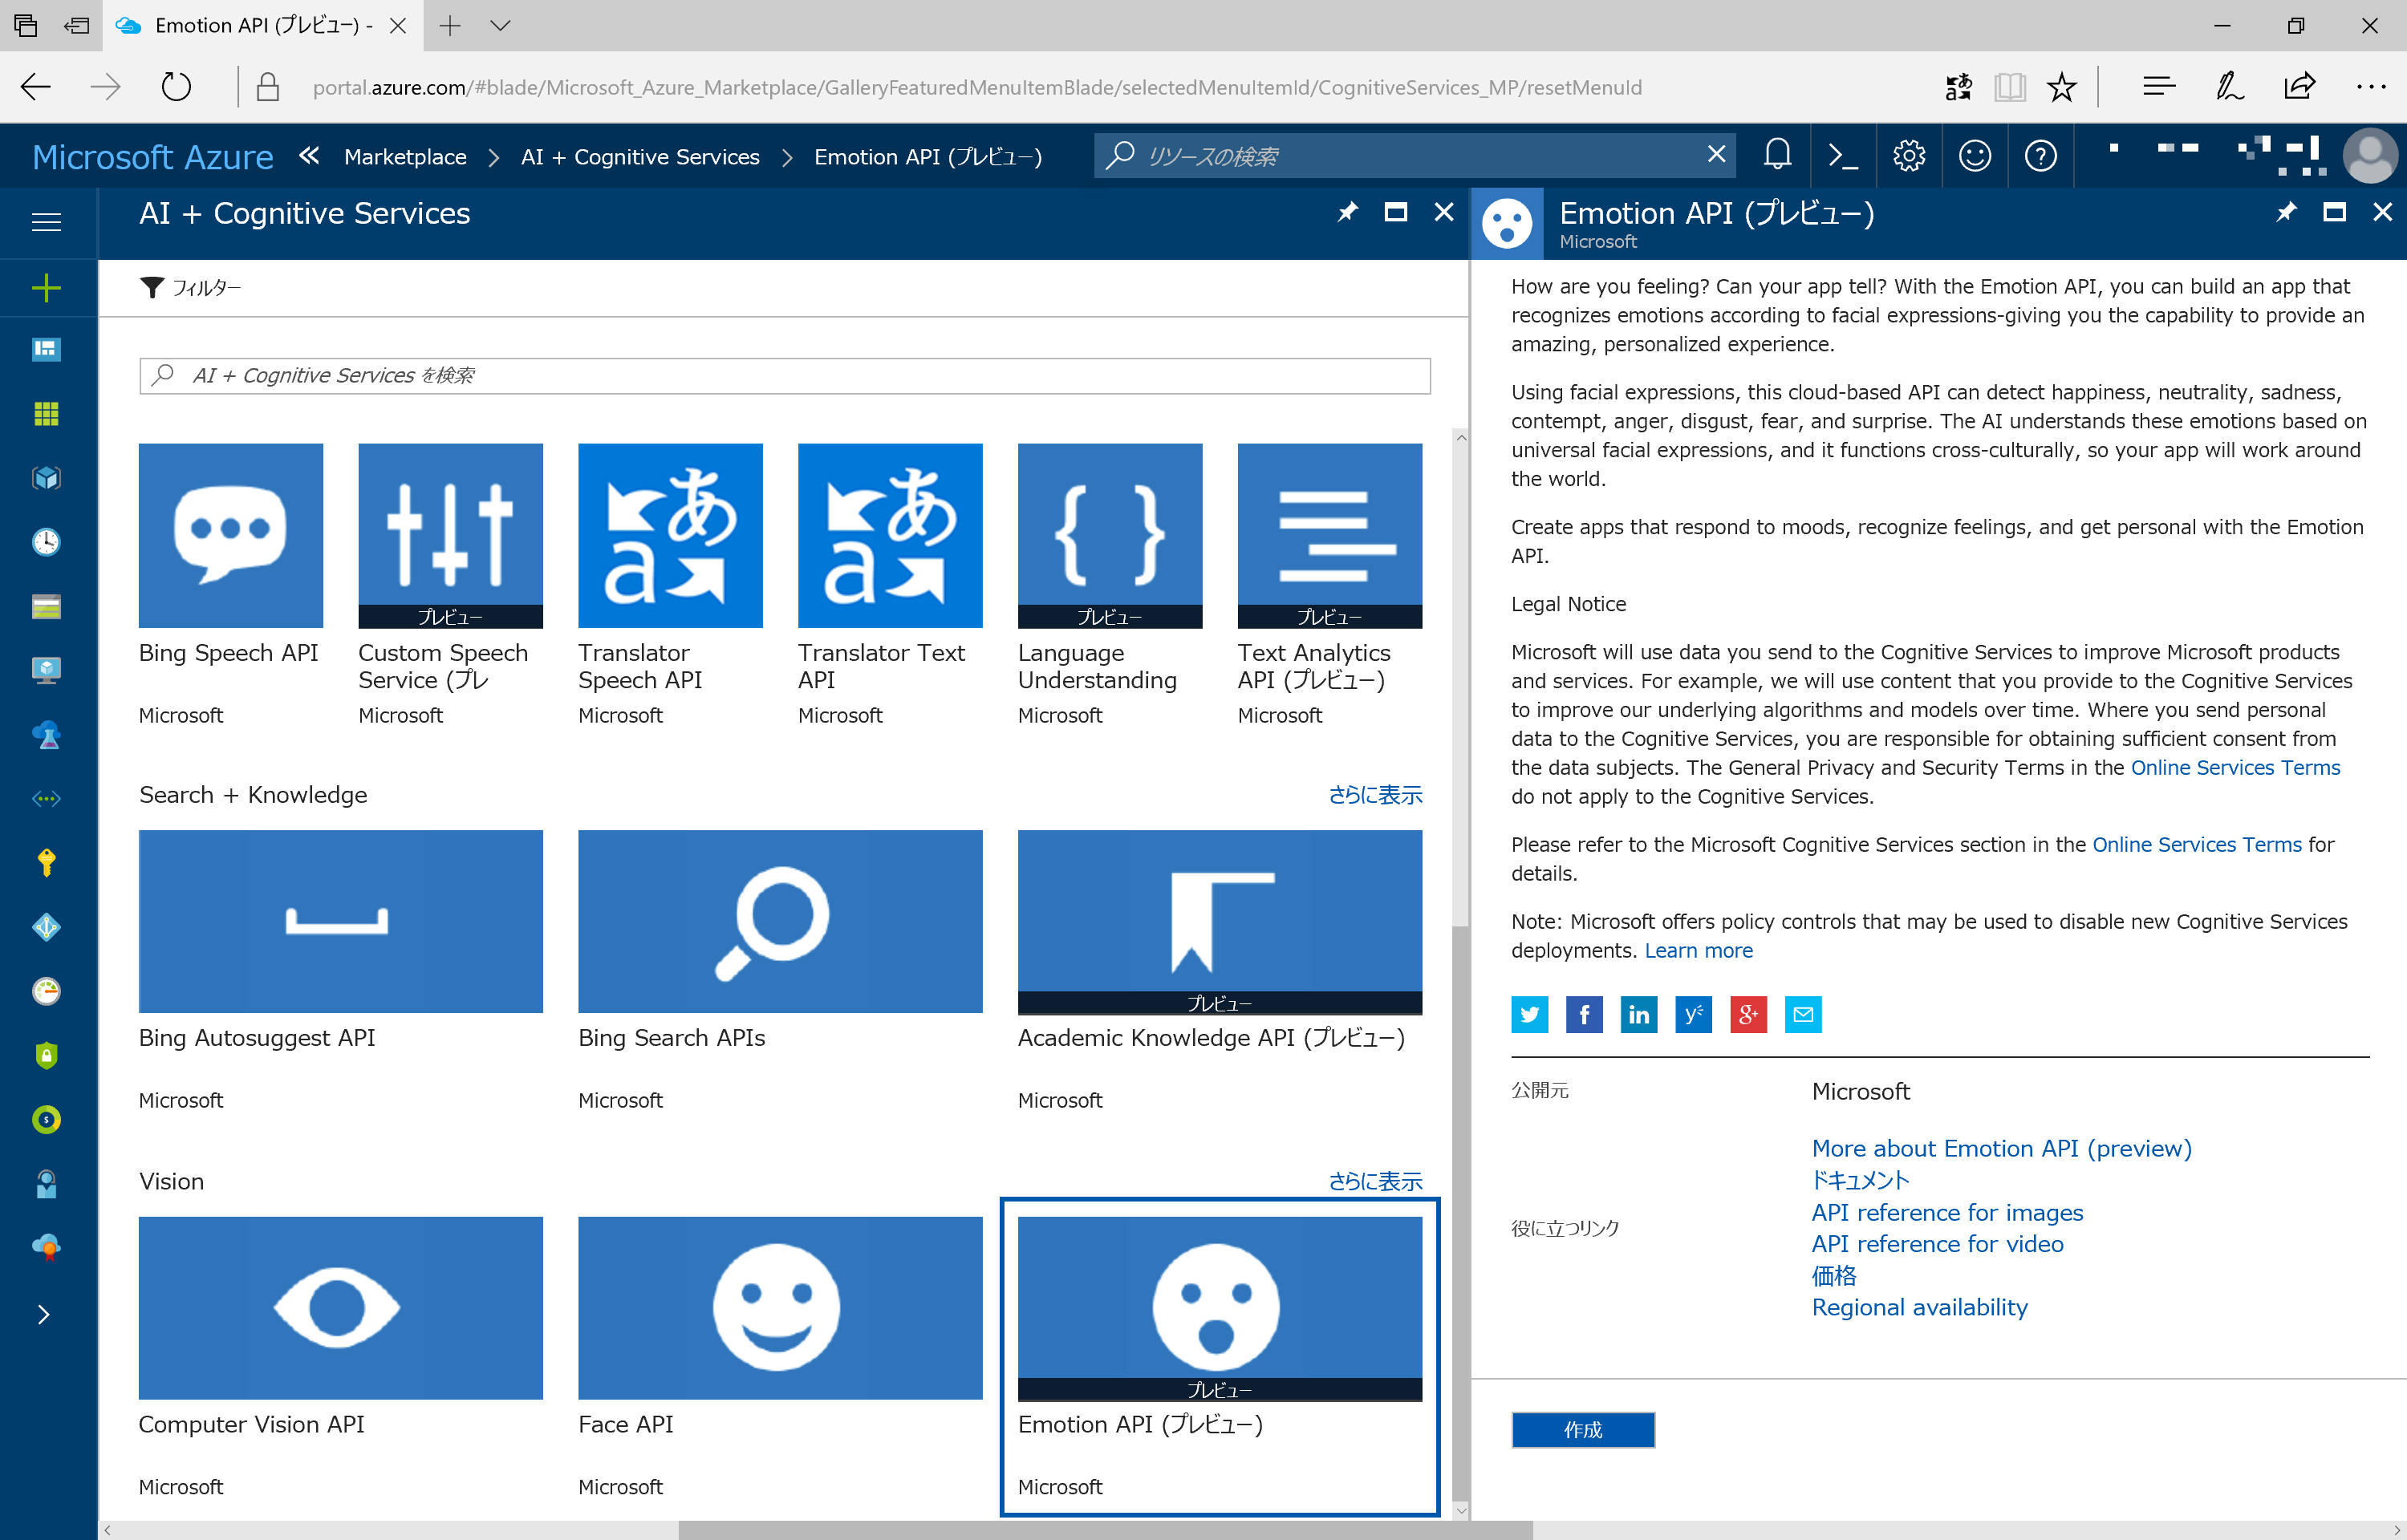 Emotion API (プレビュー) -
portal.azure.com/#blade/Microsoft_Azure_Marketplace/GalleryFeaturedMenuItemBlade/selectedMenuItemId/CognitiveServices_MP/resetMenuId
Microsoft Azure « Marketplace > AI + Cognitive Services > Emotion API (プレビュー)
リソースの検索
AI + Cognitive Services
フィルター
AI + Cognitive Services を検索
プレビュー
プレビュー
プレビュー
Bing Speech API
Microsoft
Custom Speech
Service (プレ
Microsoft
Translator
Speech API
Microsoft
Translator Text
API
Microsoft
Language
Understanding
Microsoft
Text Analytics
API (プレビュー)
Microsoft
Search + Knowledge
さらに表示
プレビュー
Bing Autosuggest API
Microsoft
Bing Search APIs
Microsoft
Academic Knowledge API (プレビュー)
Microsoft
Vision
さらに表示
プレビュー
Computer Vision API
Microsoft
Face API
Microsoft
Emotion API (プレビュー)
Microsoft
Emotion API (プレビュー)
Microsoft
How are you feeling? Can your app tell? With the Emotion API, you can build an app that
recognizes emotions according to facial expressions-giving you the capability to provide an
amazing, personalized experience.
Using facial expressions, this cloud-based API can detect happiness, neutrality, sadness,
contempt, anger, disgust, fear, and surprise. The AI understands these emotions based on
universal facial expressions, and it functions cross-culturally, so your app will work around
the world.
Create apps that respond to moods, recognize feelings, and get personal with the Emotion
API.
Legal Notice
Microsoft will use data you send to the Cognitive Services to improve Microsoft products
and services. For example, we will use content that you provide to the Cognitive Services
to improve our underlying algorithms and models over time. Where you send personal
data to the Cognitive Services, you are responsible for obtaining sufficient consent from
the data subjects. The General Privacy and Security Terms in the Online Services Terms
do not apply to the Cognitive Services.
Please refer to the Microsoft Cognitive Services section in the Online Services Terms for
details.
Note: Microsoft offers policy controls that may be used to disable new Cognitive Services
deployments. Learn more
公開元
Microsoft
役に立つリンク
More about Emotion API (preview)
ドキュメント
API reference for images
API reference for video
価格
Regional availability
作成